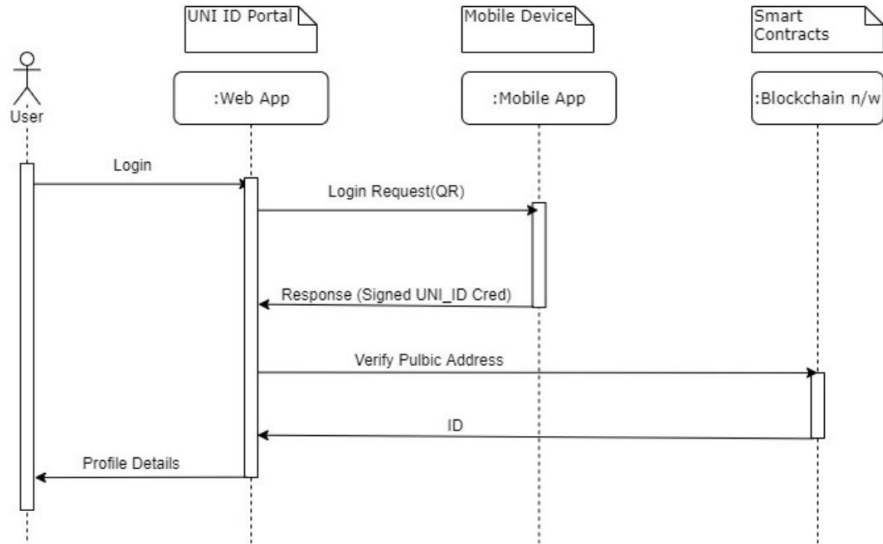 UNI ID Portal
Mobile Device
Smart
Contracts
:Web App
:Mobile App
:Blockchain n/w
User
Login
Login Request(QR)
Response (Signed UNI_ID Cred)
Verify Pulbic Address
ID
Profile Details